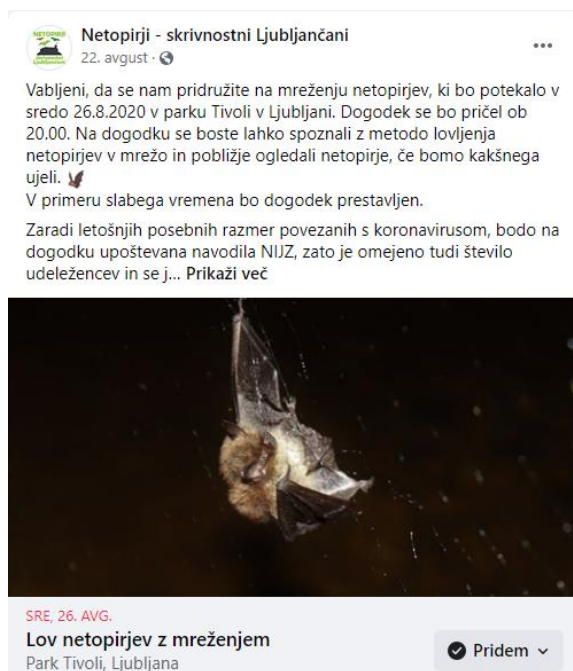 NETOPIRJI
Netopirji - skrivnostni Ljubljančani
22. avgust ·
Vabljeni, da se nam pridružite na mreženju netopirjev, ki bo potekalo v
sredo 26.8.2020 v parku Tivoli v Ljubljani. Dogodek se bo pričel ob
20.00. Na dogodku se boste lahko spoznali z metodo lovljenja
netopirjev v mrežo in pobližje ogledali netopirje, če bomo kakšnega
ujeli.
V primeru slabega vremena bo dogodek prestavljen.
Zaradi letošnjih posebnih razmer povezanih s koronavirusom, bodo na
dogodku upoštevana navodila NIJZ, zato je omejeno tudi število
udeležencev in se j... Prikaži več
SRE, 26. AVG.
Lov netopirjev z mreženjem
Park Tivoli, Ljubljana
Pridem